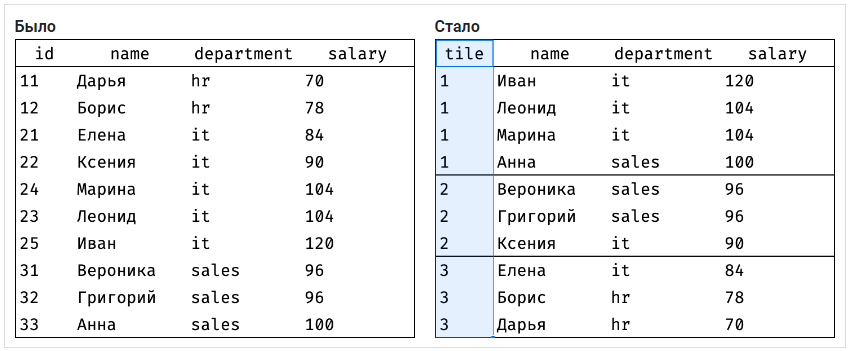 Было
id name department salary
11 Дарья hr 70
12 Борис hr 78
21 Елена it 84
22 Ксения it 90
24 Марина it 104
23 Леонид it 104
25 Иван it 120
31 Вероника sales 96
32 Григорий sales 96
33 Анна sales 100
Стало
tile name department salary
1 Иван it 120
1 Леонид it 104
1 Марина it 104
1 Анна sales 100
2 Вероника sales 96
2 Григорий sales 96
2 Ксения it 90
3 Елена it 84
3 Борис hr 78
3 Дарья hr 70